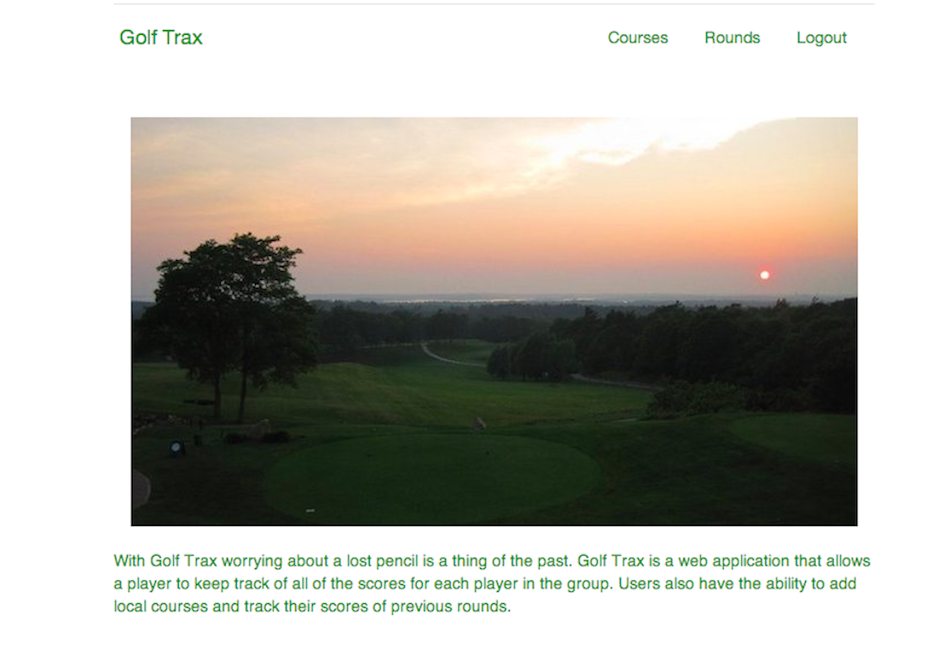 Golf Trax
Courses Rounds Logout
With Golf Trax worrying about a lost pencil is a thing of the past. Golf Trax is a web application that allows
a player to keep track of all of the scores for each player in the group. Users also have the ability to add
local courses and track their scores of previous rounds.